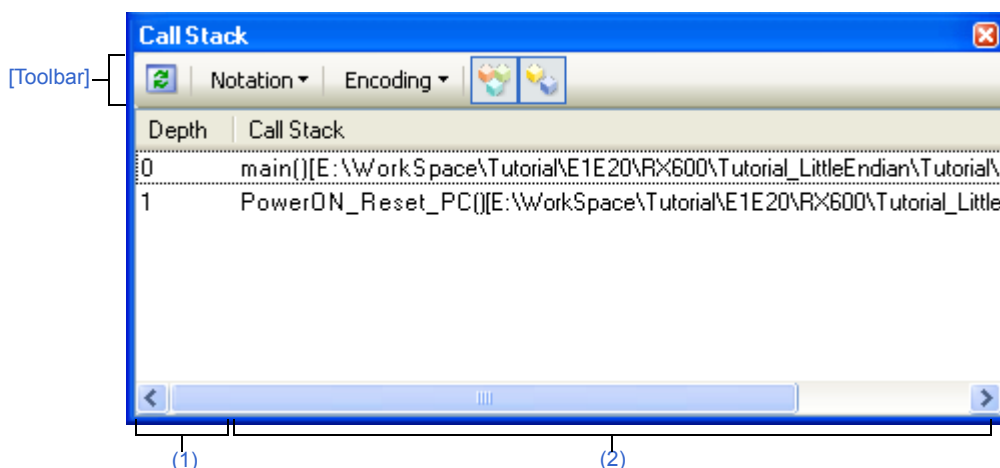 Call Stack
[Toolbar]
Notation Encoding
Depth Call Stack
0 main()[E:\WorkSpace\Tutorial\E1E20\RX600\Tutorial_LittleEndian\Tutorial\
1 PowerON_Reset_PC()[E:\WorkSpace\Tutorial\E1E20\RX600\Tutorial_Little
(1) (2)